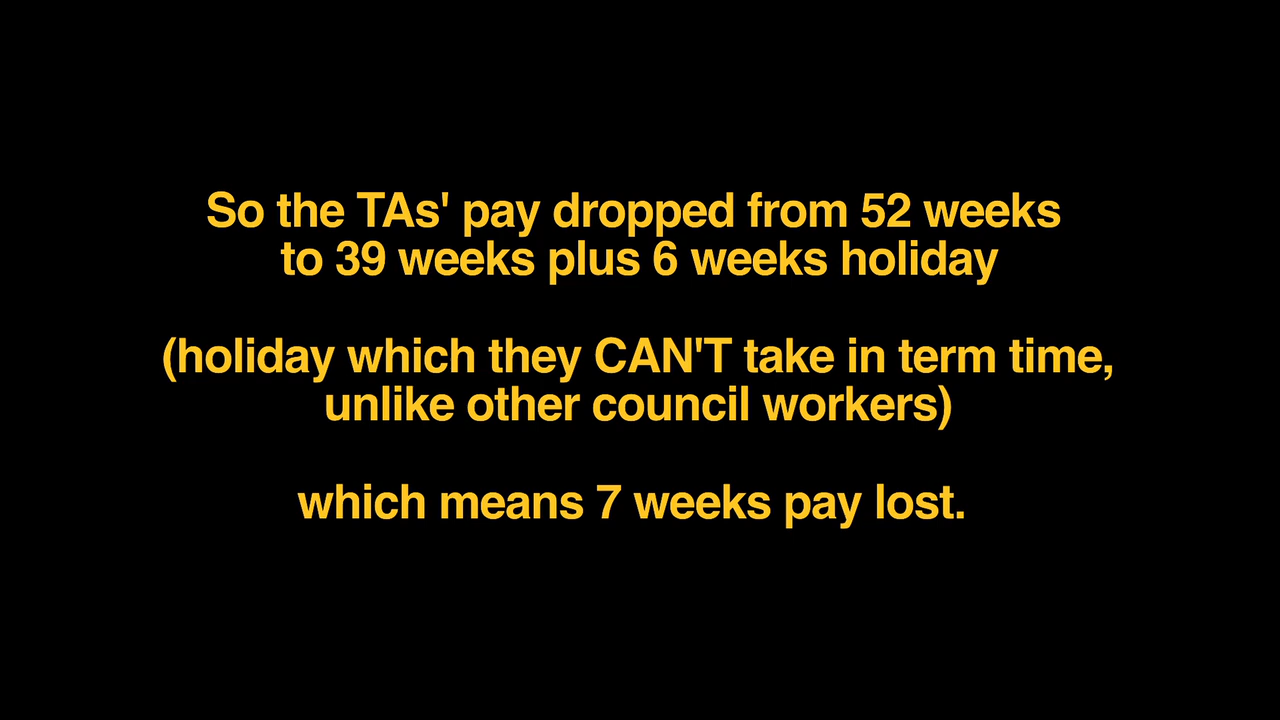 So the TAs' pay dropped from 52 weeks
to 39 weeks plus 6 weeks holiday
(holiday which they CAN'T take in term time,
unlike other council workers)
which means 7 weeks pay lost.